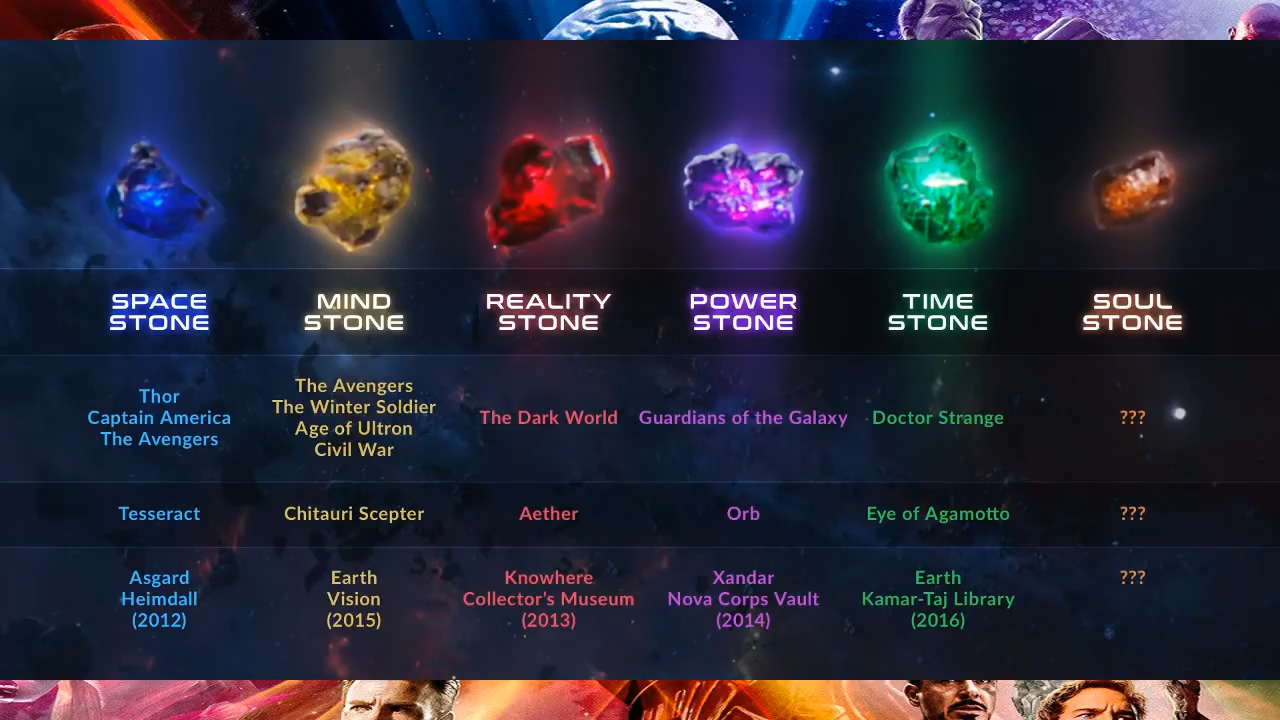 SPACE
STONE
MIND
STONE
REALITY
STONE
POWER
STONE
TIME
STONE
SOUL
STONE
Thor
Captain America
The Avengers
The Avengers
The Winter Soldier
Age of Ultron
Civil War
The Dark World
Guardians of the Galaxy
Doctor Strange
???
Tesseract
Chitauri Scepter
Aether
Orb
Eye of Agamotto
???
Asgard
Heimdall
(2012)
Earth
Vision
(2015)
Knowhere
Collector's Museum
(2013)
Xandar
Nova Corps Vault
(2014)
Earth
Kamar-Taj Library
(2016)
???